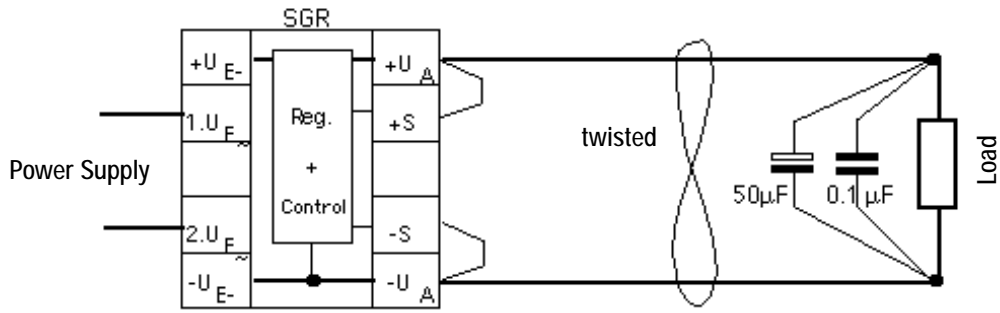 SGR
+U E-
+U A
1.U E ~
Reg.
+
Control
+S
twisted
Power Supply
50µF
0.1 µF
Load
2.U E ~
-S
-U E-
-U A